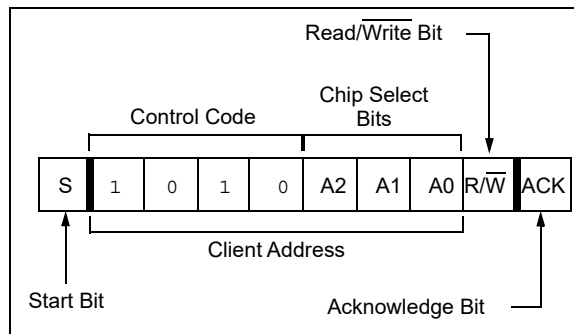 Read/Write Bit
Chip Select
Bits
Control Code
S 1 0 1 0 A2 A1 A0 R/W ACK
Client Address
Start Bit
Acknowledge Bit